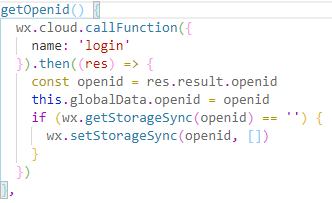 getOpenid() {
wx.cloud.callFunction({
name: 'login'
}).then((res) => {
const openid = res.result.openid
this.globalData.openid = openid
if (wx.getStorageSync(openid) == '') {
wx.setStorageSync(openid, [])
}
})
},